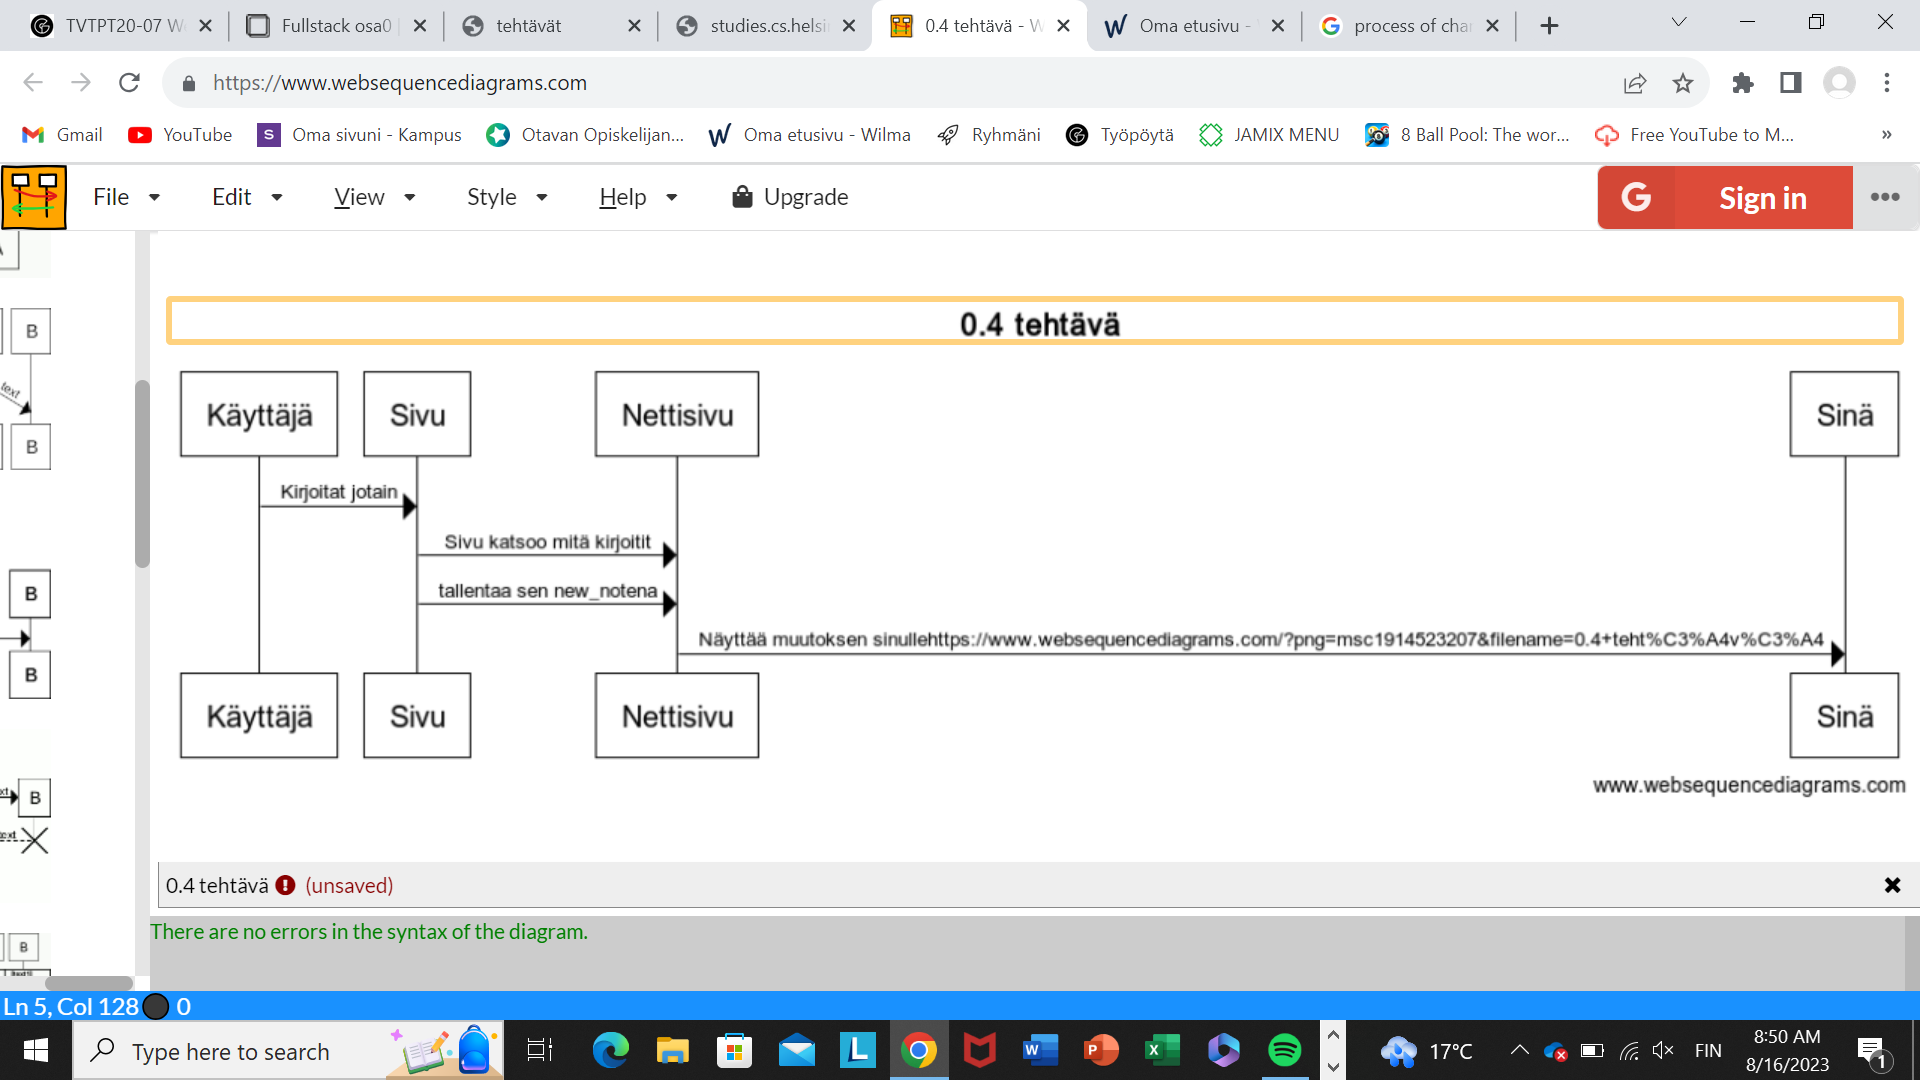 TVTPT20-07 W
Fullstack osa0
tehtävät
studies.cs.helsi
0.4 tehtävä - W
Oma etusivu -
process of cha
https://www.websequencediagrams.com
Gmail
YouTube
S
Oma sivuni - Kampus
Otavan Opiskelijan...
Oma etusivu - Wilma
Ryhmäni
Työpöytä
JAMIX MENU
8 Ball Pool: The wor...
Free YouTube to M...
»
File
Edit
View
Style
Help
Upgrade
G
Sign in
0.4 tehtävä
Käyttäjä
Sivu
Nettisivu
Sinä
Kirjoitat jotain
Sivu katsoo mitä kirjoitit
tallentaa sen new_notena
Näyttää muutoksen sinullehttps://www.websequencediagrams.com/?png=msc1914523207&filename=0.4+teht%C3%A4v%C3%A4
Käyttäjä
Sivu
Nettisivu
Sinä
www.websequencediagrams.com
B
text
B
B
B
B
text
B
0.4 tehtävä (unsaved)
There are no errors in the syntax of the diagram.
Ln 5, Col 128 0
Type here to search
17°C
FIN
8:50 AM
8/16/2023
1